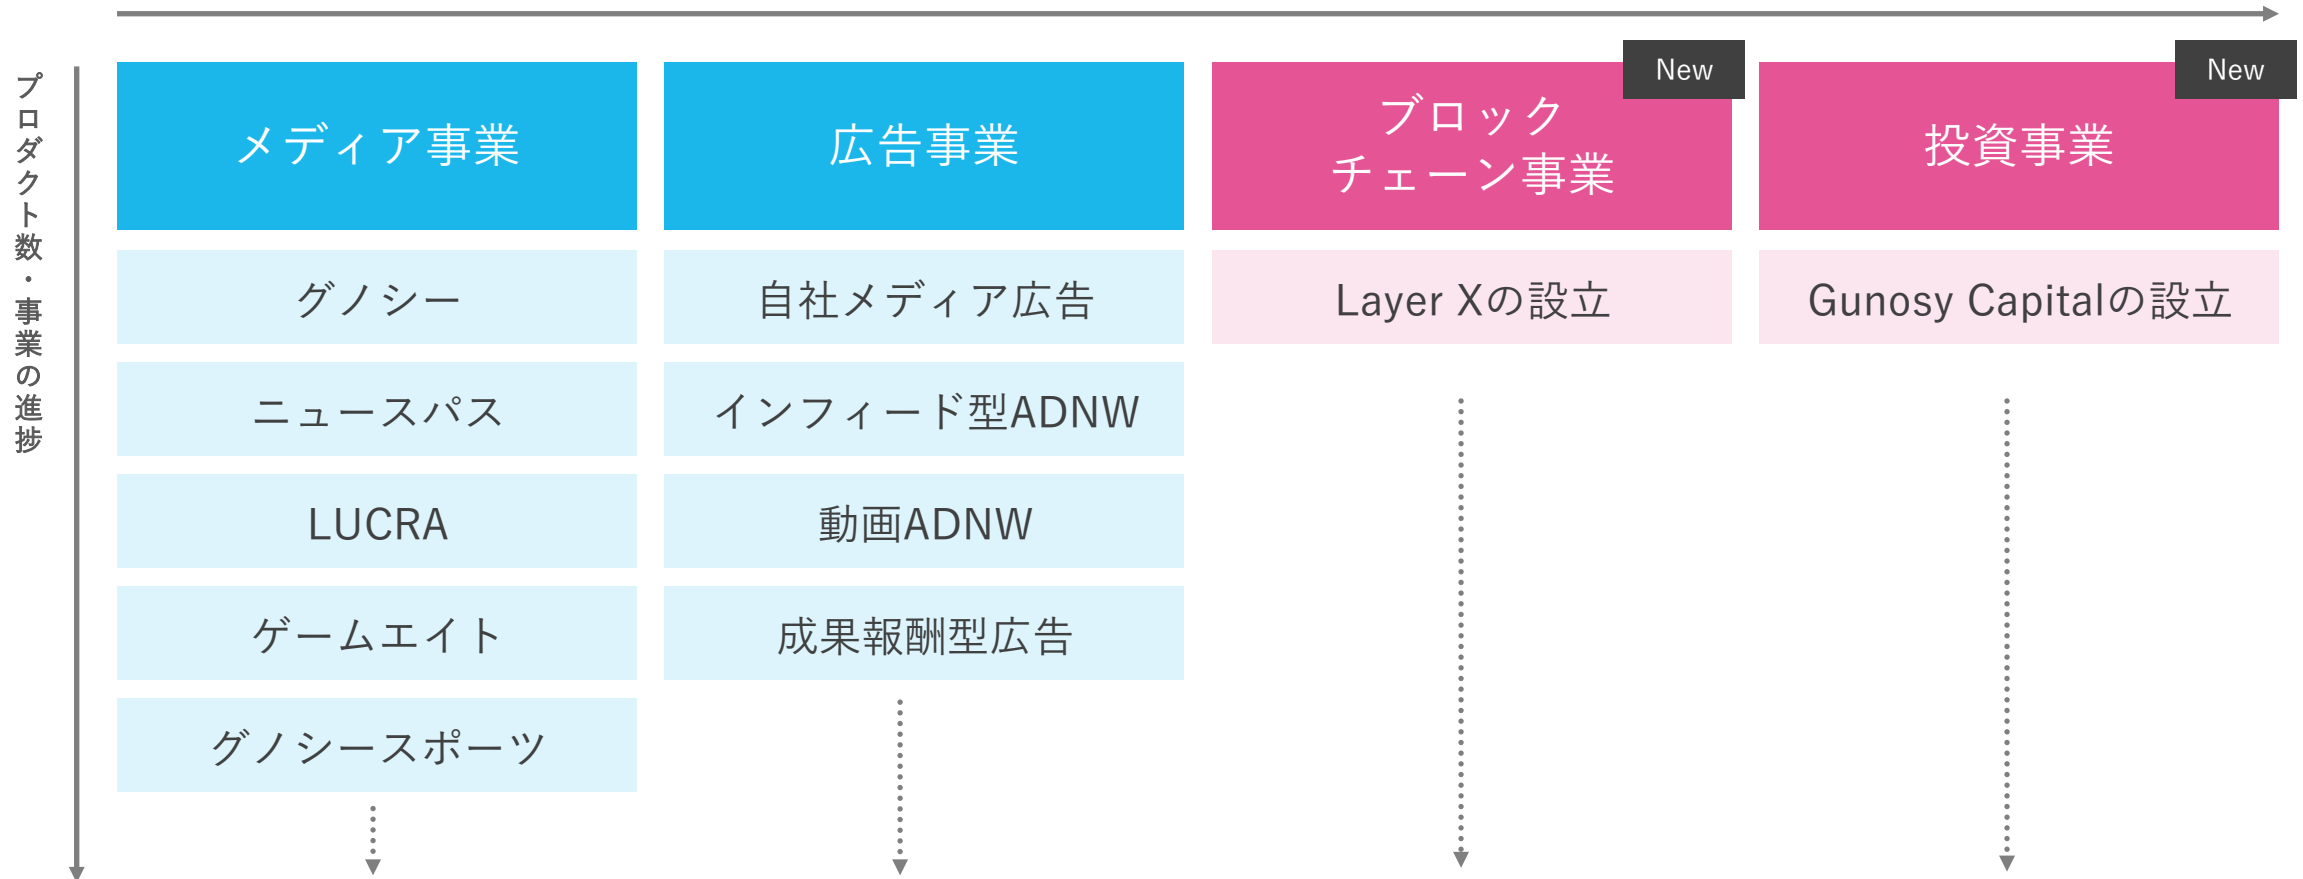 プロダクト数・事業の進捗
メディア事業
グノシー
ニュースパス
LUCRA
ゲームエイト
グノシースポーツ
広告事業
自社メディア広告
インフィード型ADNW
動画ADNW
成果報酬型広告
New
ブロック
チェーン事業
Layer Xの設立
New
投資事業
Gunosy Capitalの設立